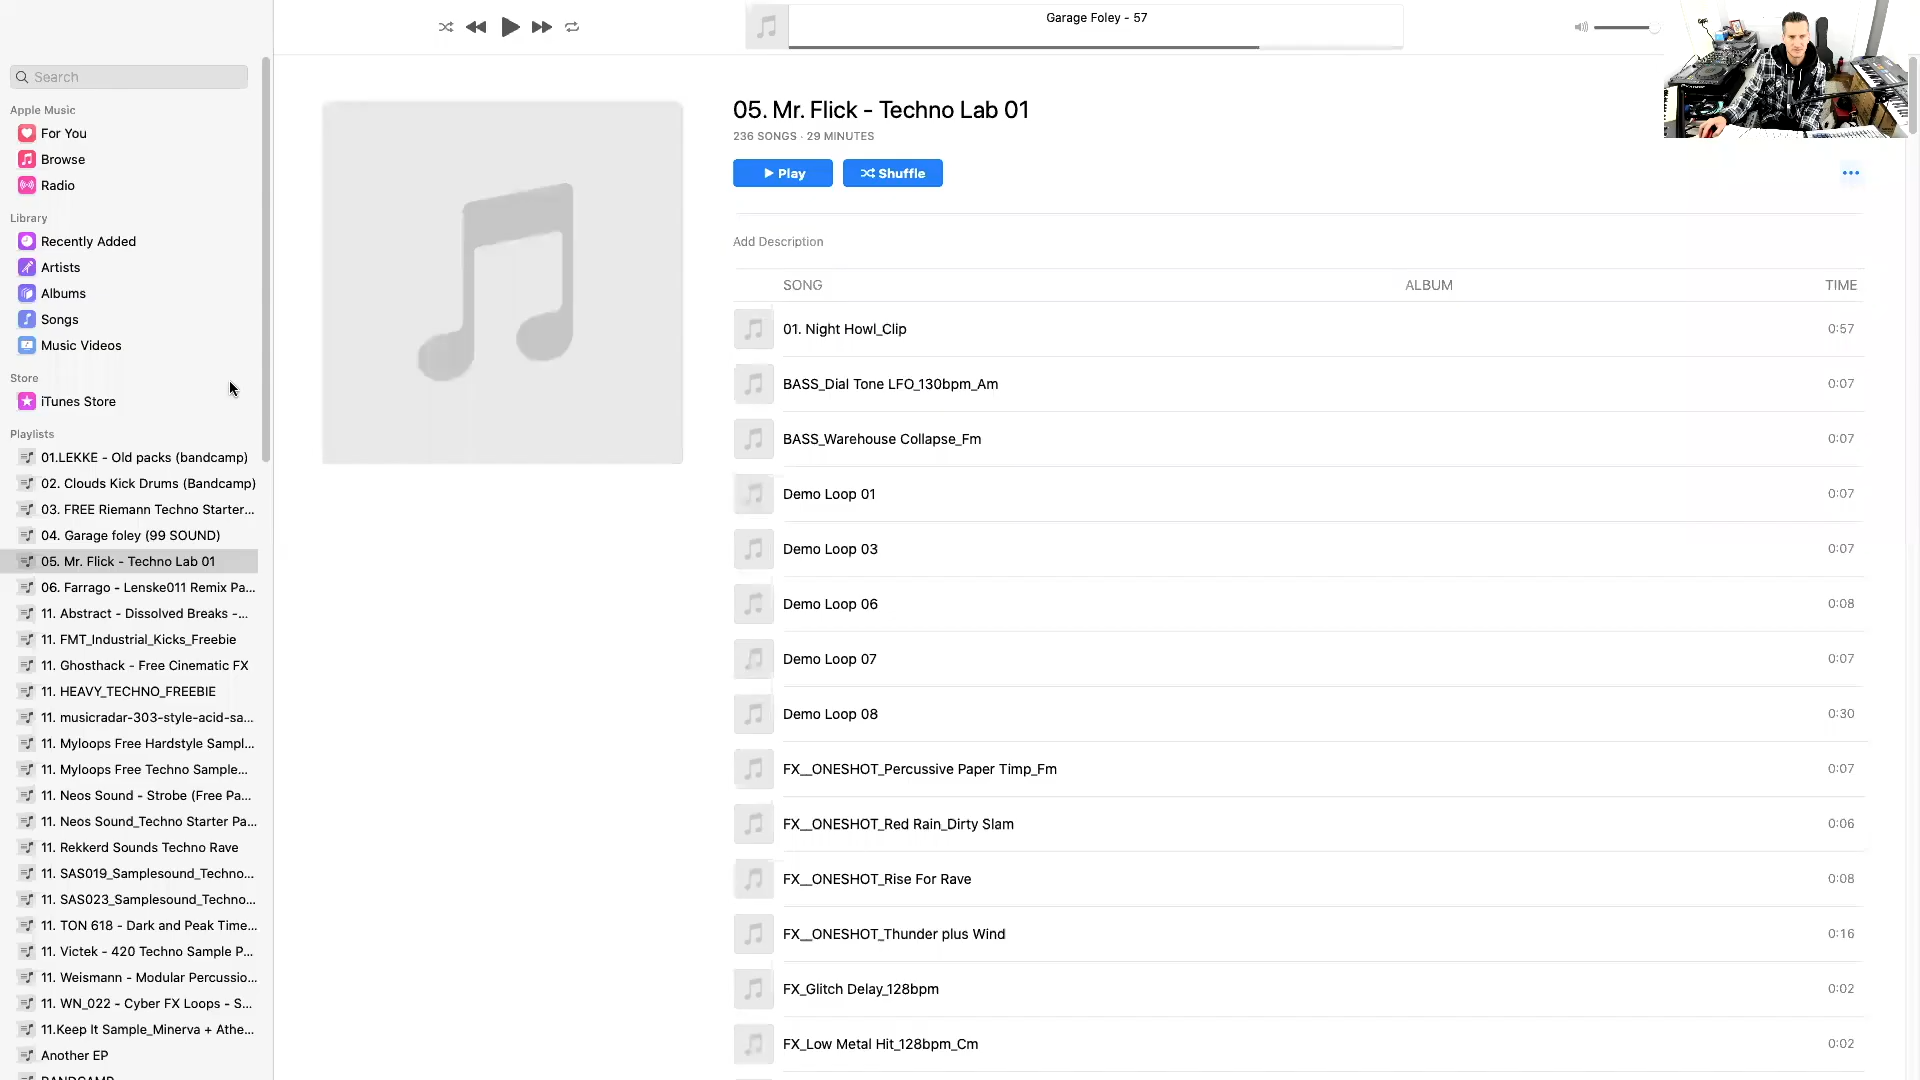 Garage Foley - 57
Search
Apple Music
For You
Browse
Radio
Library
Recently Added
Artists
Albums
Songs
Music Videos
Store
iTunes Store
Playlists
01.LEKKE - Old packs (bandcamp)
02. Clouds Kick Drums (Bandcamp)
03. FREE Riemann Techno Starter...
04. Garage foley (99 SOUND)
05. Mr. Flick - Techno Lab 01
06. Farrago - Lenske011 Remix Pa...
11. Abstract - Dissolved Breaks -...
11. FMT_Industrial_Kicks_Freebie
11. Ghosthack - Free Cinematic FX
11. HEAVY_TECHNO_FREEBIE
11. musicradar-303-style-acid-sa...
11. Myloops Free Hardstyle Sampl...
11. Myloops Free Techno Sample...
11. Neos Sound - Strobe (Free Pa...
11. Neos Sound_Techno Starter Pa...
11. Rekkerd Sounds Techno Rave
11. SAS019_Samplesound_Techno...
11. SAS023_Samplesound_Techno...
11. TON 618 - Dark and Peak Time...
11. Victek - 420 Techno Sample P...
11. Weismann - Modular Percussio...
11. WN_022 - Cyber FX Loops - S...
11.Keep It Sample_Minerva + Athe...
Another EP
BANDCAMP
05. Mr. Flick - Techno Lab 01
236 SONGS · 29 MINUTES
Play Shuffle
Add Description
SONG ALBUM TIME
01. Night Howl_Clip 0:57
BASS_Dial Tone LFO_130bpm_Am 0:07
BASS_Warehouse Collapse_Fm 0:07
Demo Loop 01 0:07
Demo Loop 03 0:07
Demo Loop 06 0:08
Demo Loop 07 0:07
Demo Loop 08 0:30
FX__ONESHOT_Percussive Paper Timp_Fm 0:07
FX__ONESHOT_Red Rain_Dirty Slam 0:06
FX__ONESHOT_Rise For Rave 0:08
FX__ONESHOT_Thunder plus Wind 0:16
FX_Glitch Delay_128bpm 0:02
FX_Low Metal Hit_128bpm_Cm 0:02